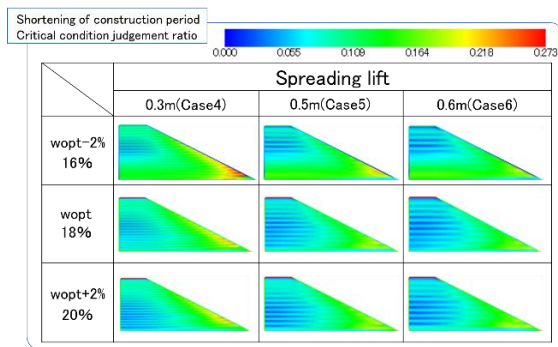 Shortening of construction period
Critical condition judgement ratio
0.000 0.055 0.109 0.164 0.218 0.273
Spreading lift
0.3m(Case4) 0.5m(Case5) 0.6m(Case6)
wopt-2%
16%
wopt
18%
wopt+2%
20%